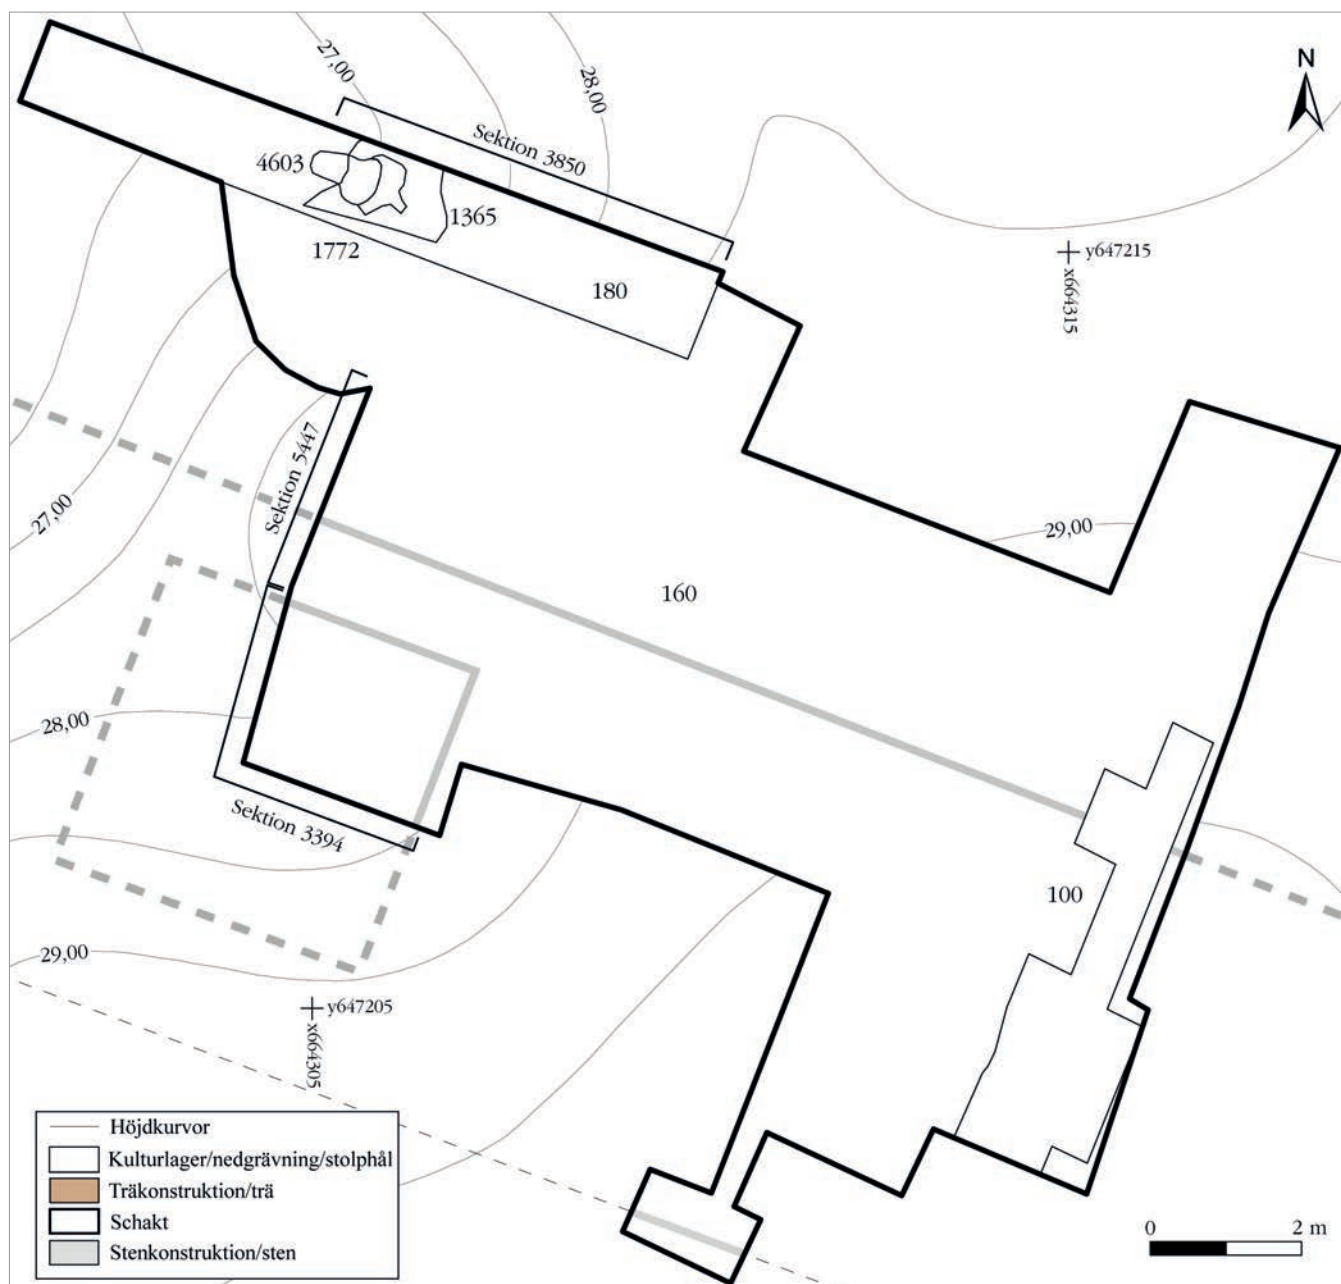 27,00
28,00
N
Sektion 3850
4603
1365
1772
180
y647215
x664315
Sektion 5447
27,00
29,00
160
28,00
Sektion 3394
100
29,00
y647205
x664305
Höjdkurvor
Kulturlager/nedgrävning/stolphål
Träkonstruktion/trä
Schakt
Stenkonstruktion/sten
0 2 m